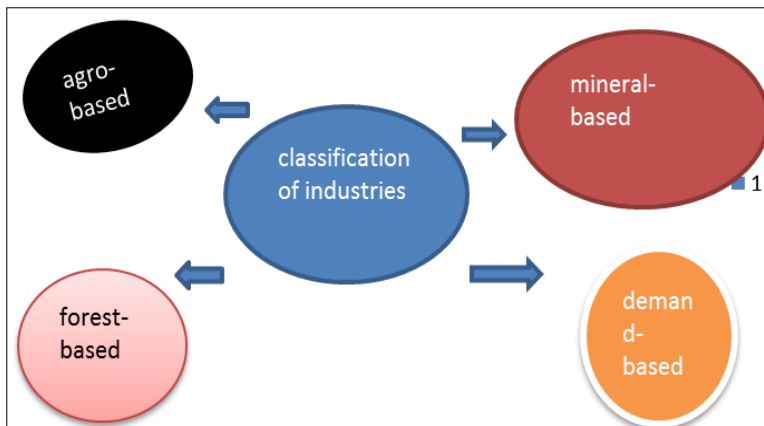 agro-
based
mineral-
based
classification
of industries
1
forest-
based
deman
d-
based